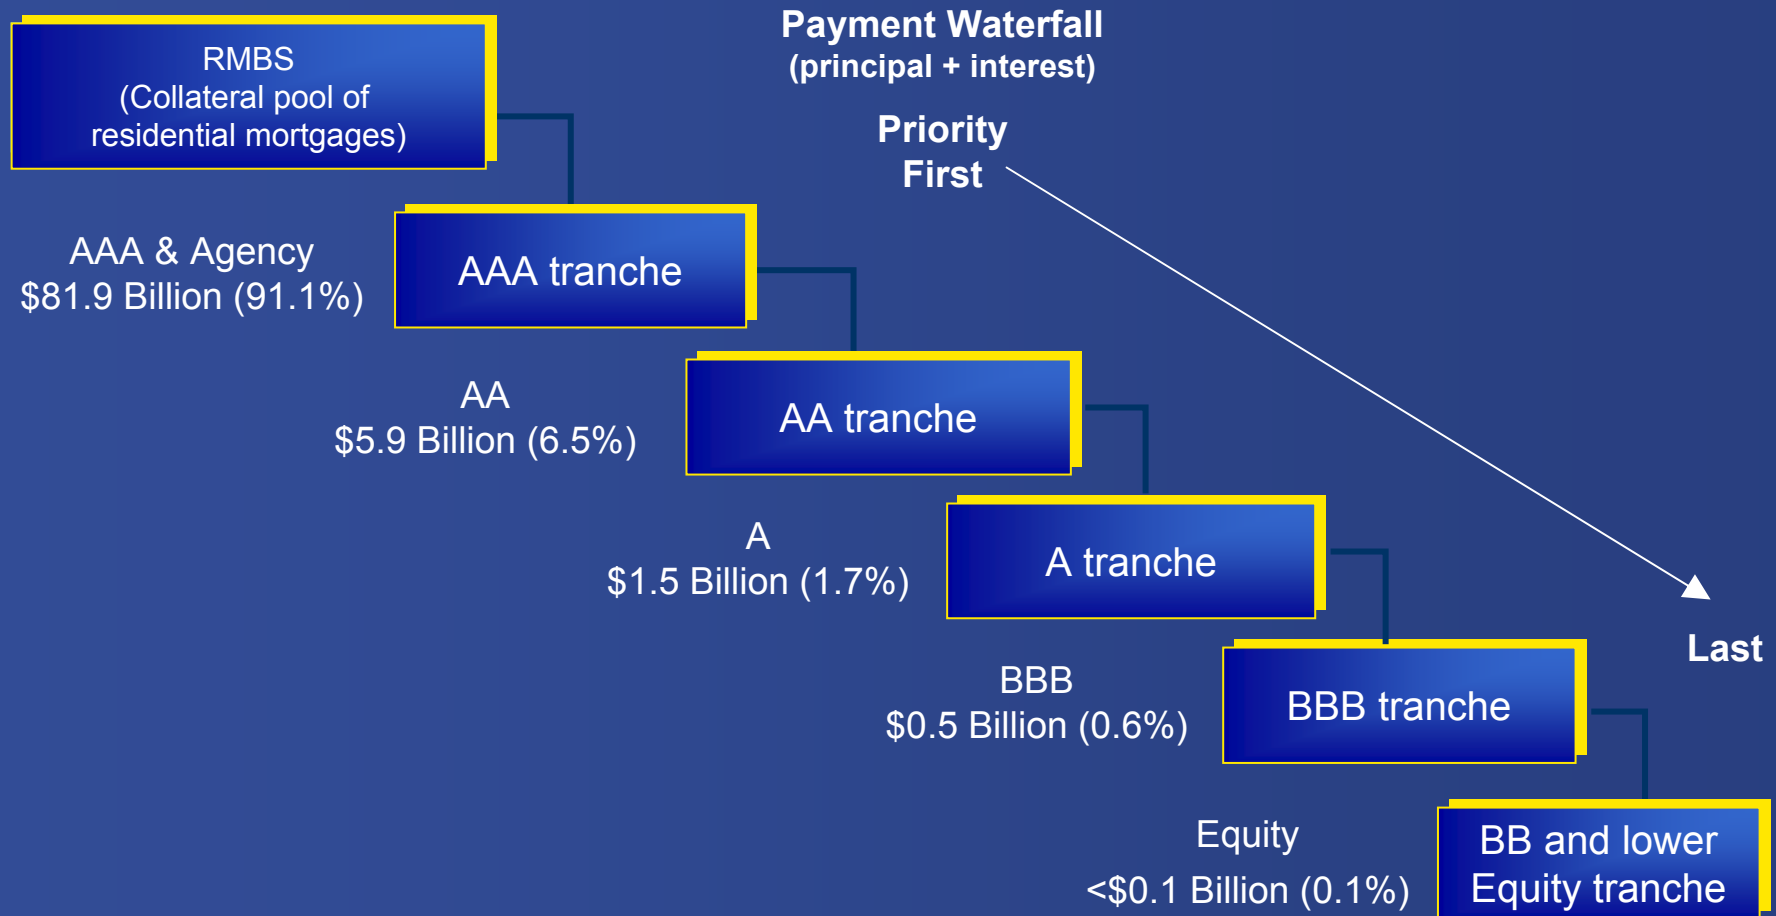 Payment Waterfall
(principal + interest)
Priority
First
Last
RMBS
(Collateral pool of
residential mortgages)
AAA & Agency
$81.9 Billion (91.1%)
AAA tranche
AA
$5.9 Billion (6.5%)
AA tranche
A
$1.5 Billion (1.7%)
A tranche
BBB
$0.5 Billion (0.6%)
BBB tranche
Equity
<$0.1 Billion (0.1%)
BB and lower
Equity tranche